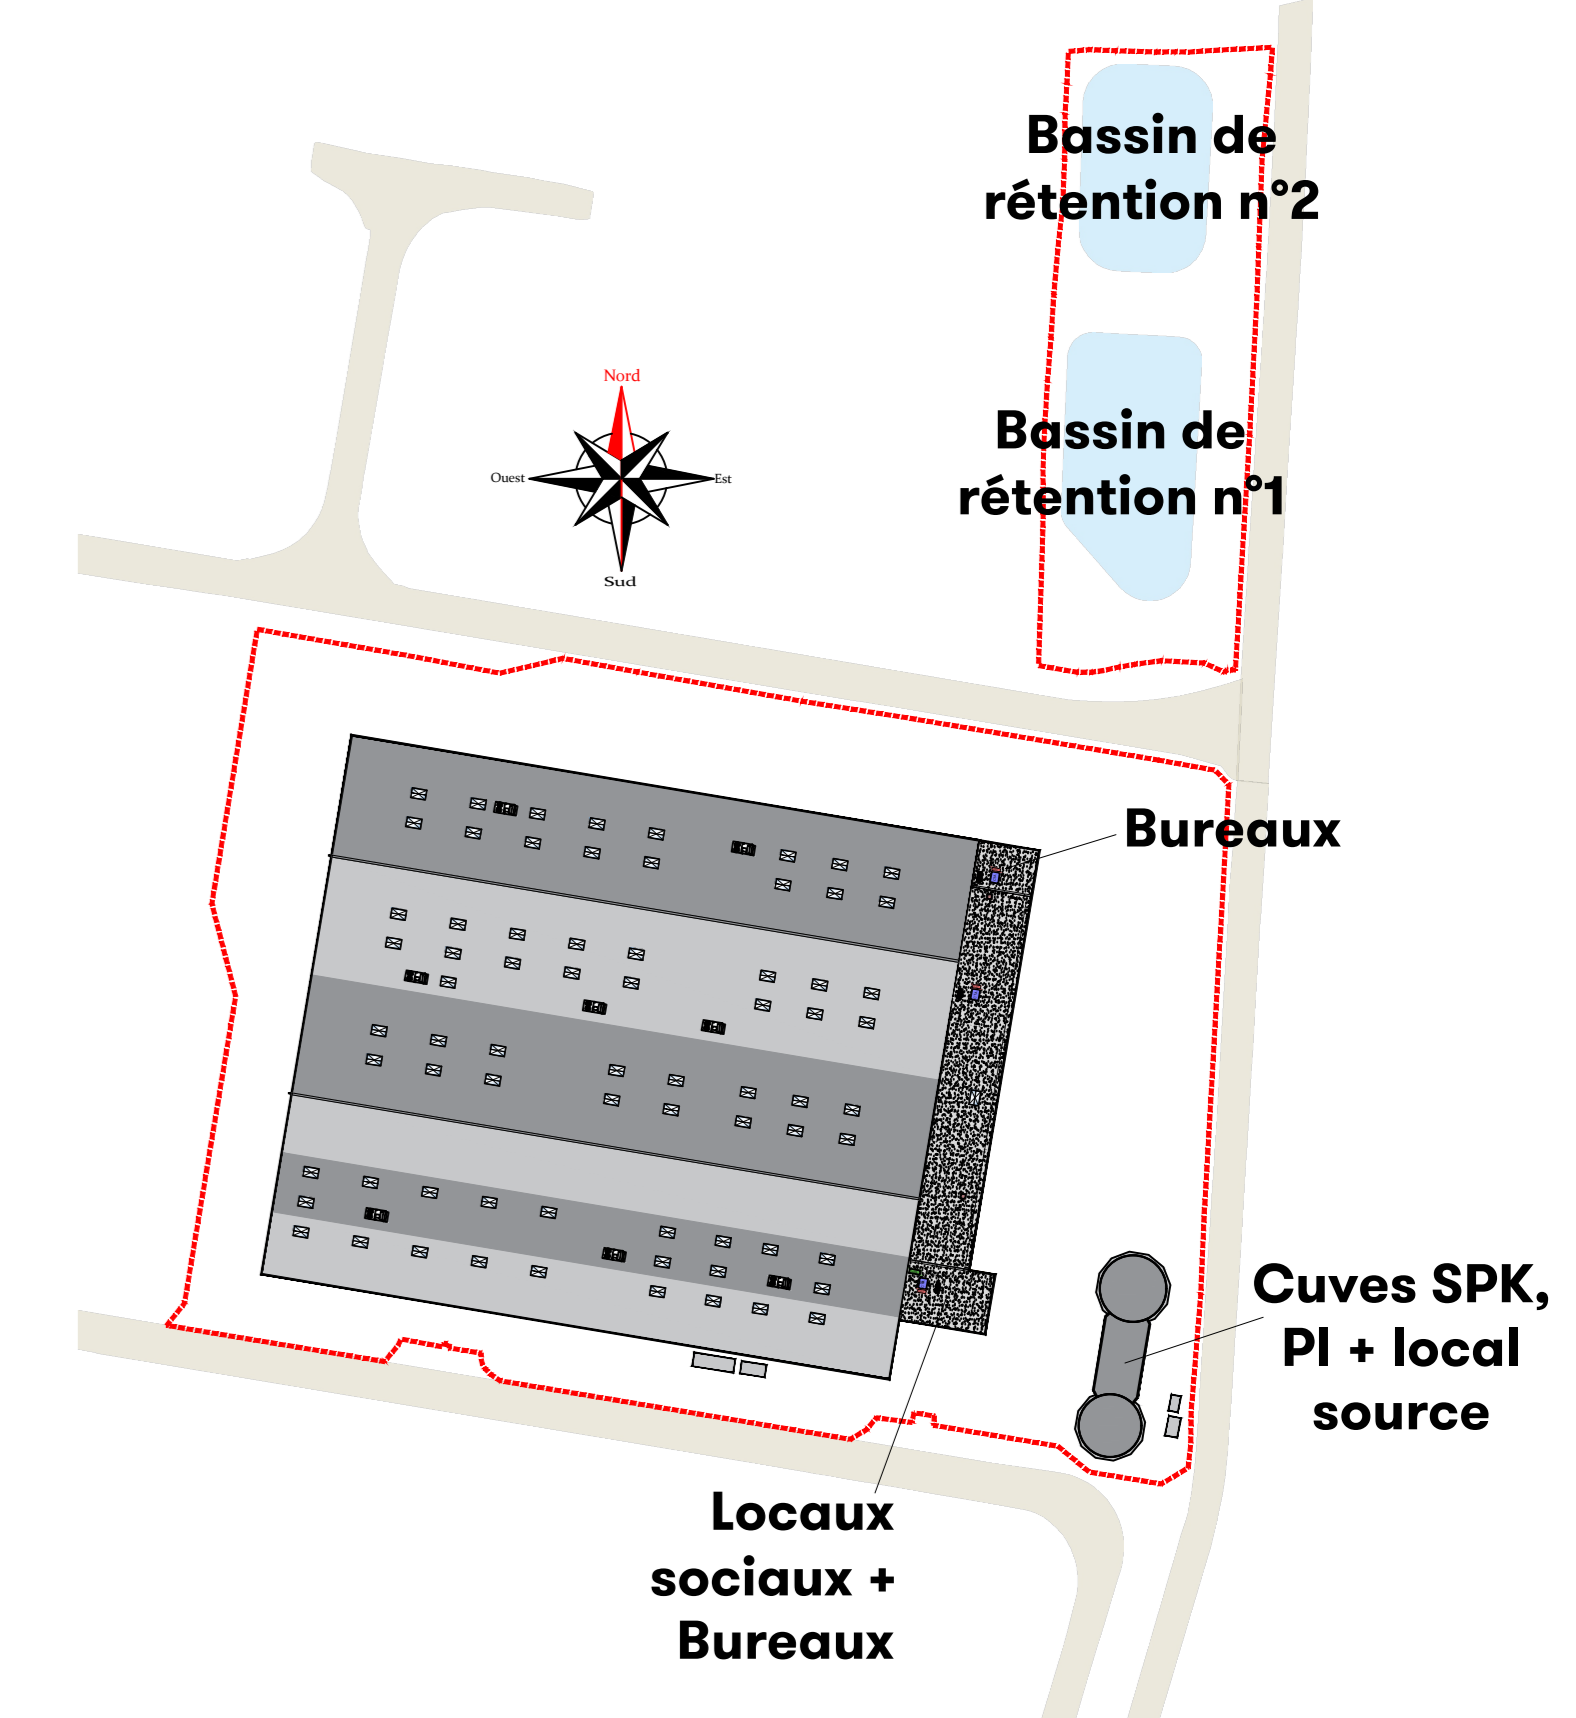 Bassin de
rétention n°2
Nord
Ouest
Est
Sud
Bassin de
rétention n°1
Bureaux
Cuves SPK,
PI + local
source
Locaux
sociaux +
Bureaux